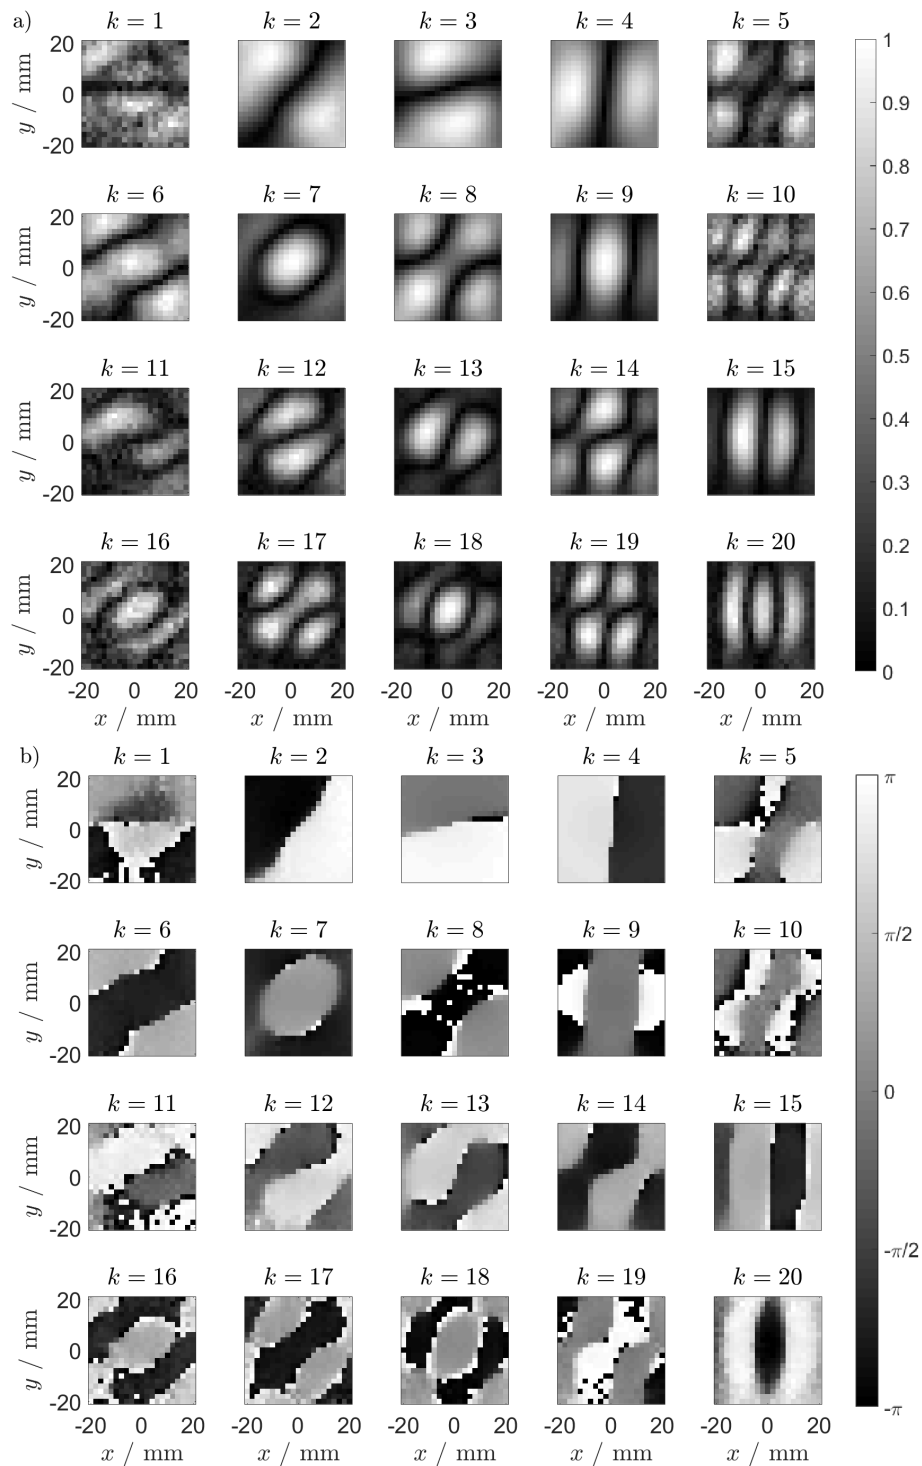 a)
k = 1 k = 2 k = 3 k = 4 k = 5
20
0
-20
y / mm
1
0.9
0.8
0.7
0.6
0.5
0.4
0.3
0.2
0.1
0
k = 6 k = 7 k = 8 k = 9 k = 10
20
0
-20
y / mm
k = 11 k = 12 k = 13 k = 14 k = 15
20
0
-20
y / mm
k = 16 k = 17 k = 18 k = 19 k = 20
20
0
-20
y / mm
-20 0 20 -20 0 20 -20 0 20 -20 0 20 -20 0 20
x / mm x / mm x / mm x / mm x / mm
b)
k = 1 k = 2 k = 3 k = 4 k = 5
20
0
-20
y / mm
π
π/2
0
-π/2
-π
k = 6 k = 7 k = 8 k = 9 k = 10
20
0
-20
y / mm
k = 11 k = 12 k = 13 k = 14 k = 15
20
0
-20
y / mm
k = 16 k = 17 k = 18 k = 19 k = 20
20
0
-20
y / mm
-20 0 20 -20 0 20 -20 0 20 -20 0 20 -20 0 20
x / mm x / mm x / mm x / mm x / mm